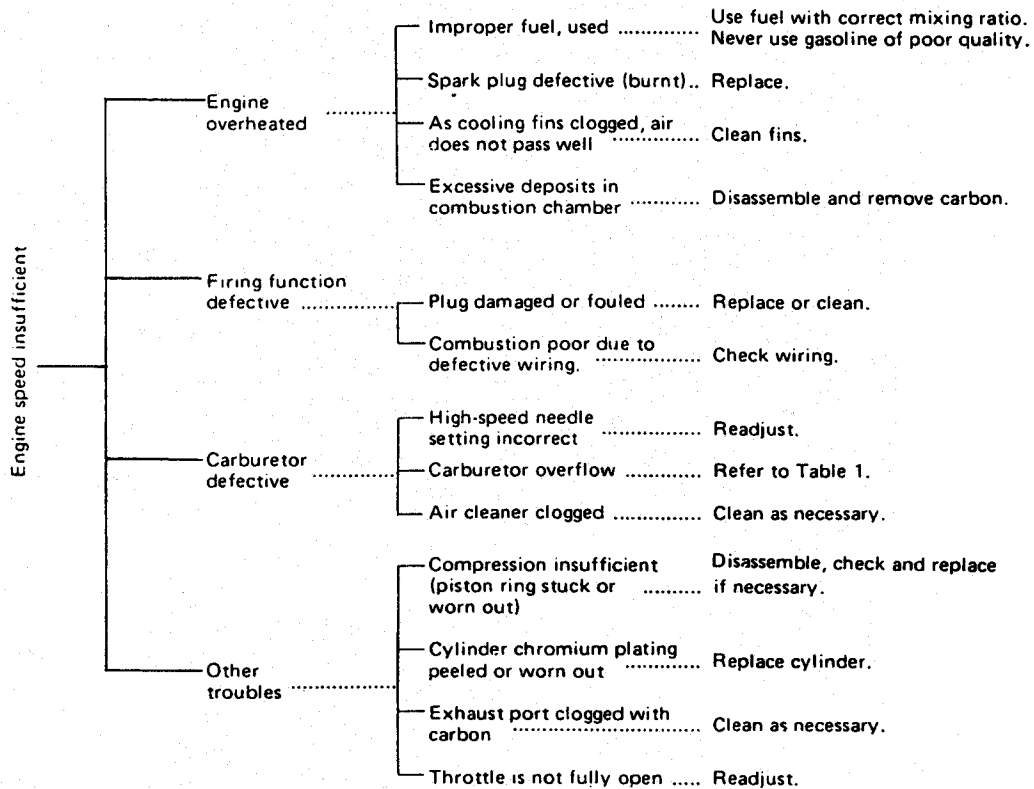 Engine speed insufficient
Engine
overheated
Improper fuel, used ............. Use fuel with correct mixing ratio.
Never use gasoline of poor quality.
Spark plug defective (burnt).. Replace.
As cooling fins clogged, air
does not pass well ............. Clean fins.
Excessive deposits in
combustion chamber ............ Disassemble and remove carbon.
Firing function
defective
Plug damaged or fouled ........ Replace or clean.
Combustion poor due to
defective wiring. ............... Check wiring.
Carburetor
defective
High-speed needle
setting incorrect .............. Readjust.
Carburetor overflow ............ Refer to Table 1.
Air cleaner clogged .............. Clean as necessary.
Other
troubles
Compression insufficient
(piston ring stuck or
worn out) .......... Disassemble, check and replace
if necessary.
Cylinder chromium plating
peeled or worn out ........... Replace cylinder.
Exhaust port clogged with
carbon ............................ Clean as necessary.
Throttle is not fully open ..... Readjust.